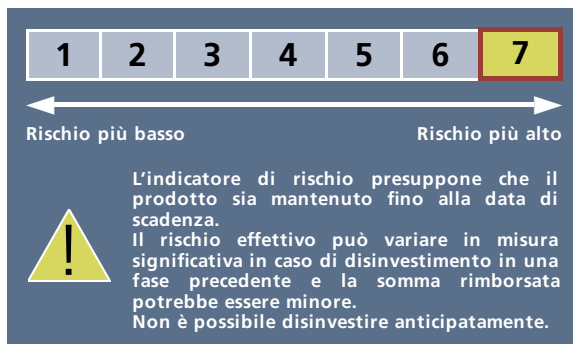 1 2 3 4 5 6 7
Rischio più basso Rischio più alto
L'indicatore di rischio presuppone che il
prodotto sia mantenuto fino alla data di
scadenza.
Il rischio effettivo può variare in misura
significativa in caso di disinvestimento in una
fase precedente e la somma rimborsata
potrebbe essere minore.
Non è possibile disinvestire anticipatamente.
!